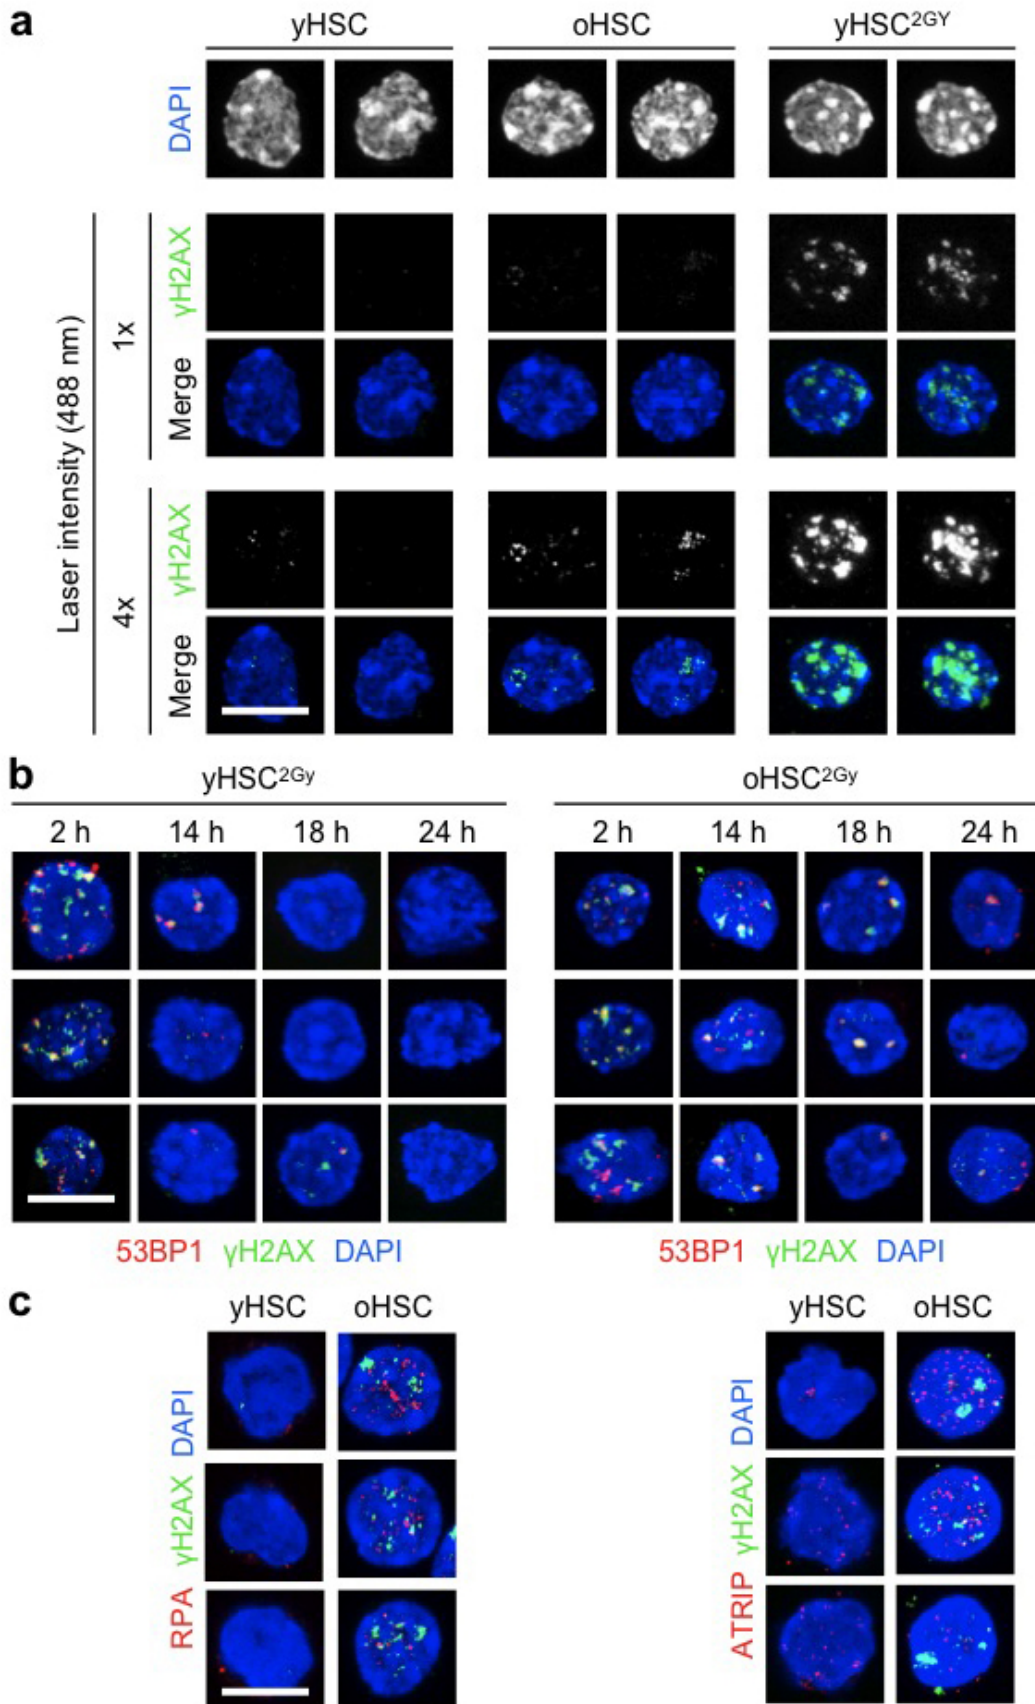 a
yHSC oHSC yHSC²ᴳʸ
DAPI
Laser intensity (488 nm)
1x
γH2AX
Merge
4x
γH2AX
Merge
b
yHSC²ᴳʸ oHSC²ᴳʸ
2 h 14 h 18 h 24 h 2 h 14 h 18 h 24 h
53BP1 γH2AX DAPI 53BP1 γH2AX DAPI
c
yHSC oHSC yHSC oHSC
RPA γH2AX DAPI
ATRIP γH2AX DAPI